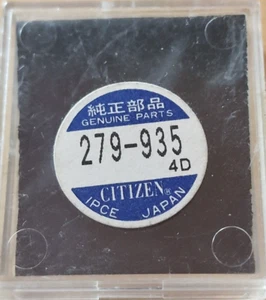 純正部品
GENUINE PARTS
279-935
4D
CITIZEN®
IPCE JAPAN